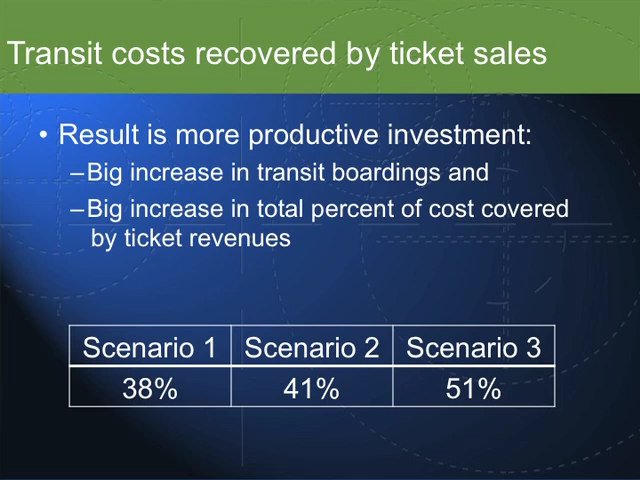 Transit costs recovered by ticket sales
• Result is more productive investment:
–Big increase in transit boardings and
–Big increase in total percent of cost covered
by ticket revenues
Scenario 1 Scenario 2 Scenario 3
38% 41% 51%